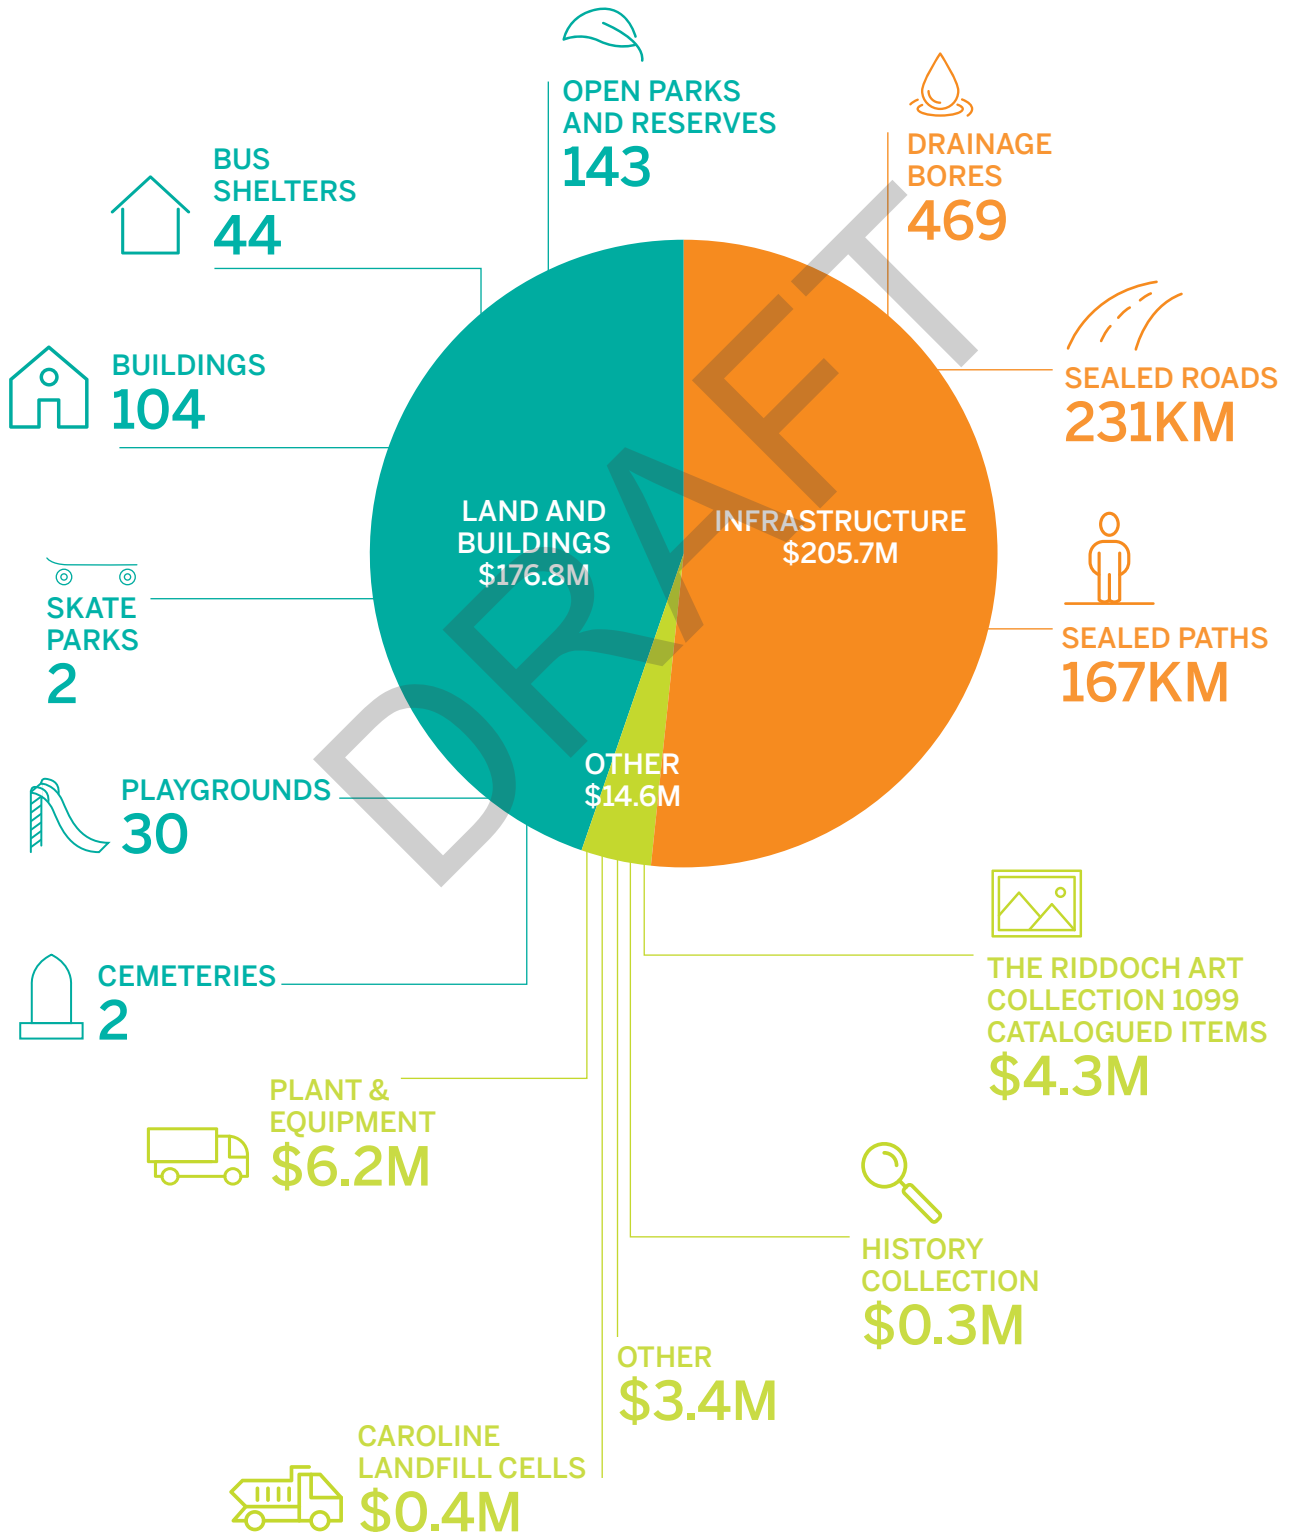 OPEN PARKS
AND RESERVES
143
DRAINAGE
BORES
469
BUS
SHELTERS
44
SEALED ROADS
231KM
BUILDINGS
104
LAND AND
BUILDINGS
$176.8M
INFRASTRUCTURE
$205.7M
SKATE
PARKS
2
SEALED PATHS
167KM
OTHER
$14.6M
PLAYGROUNDS
30
CEMETERIES
2
THE RIDDOCH ART
COLLECTION 1099
CATALOGUED ITEMS
$4.3M
PLANT &
EQUIPMENT
$6.2M
HISTORY
COLLECTION
$0.3M
OTHER
$3.4M
CAROLINE
LANDFILL CELLS
$0.4M
DRAFT